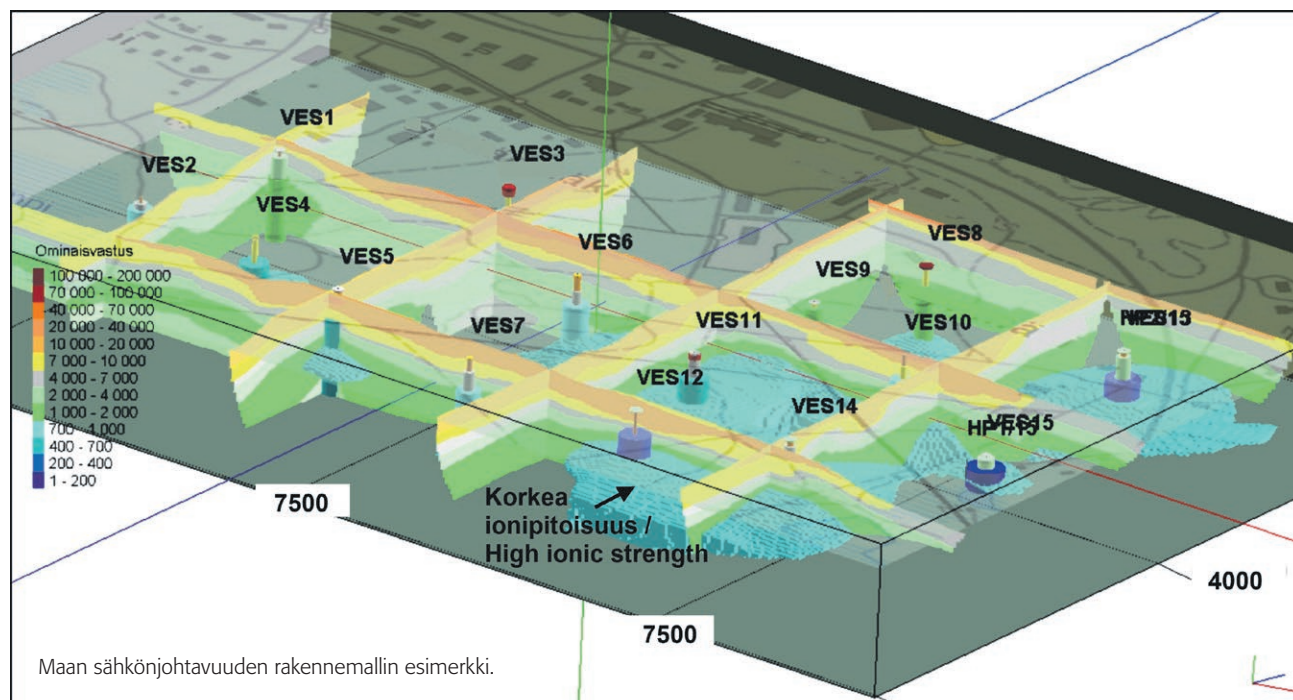 VES1
VES2
VES3
VES4
VES5
VES6
VES7
VES8
VES9
VES10
VES11
VES12
VES14
VES15
Ominaisvastus
100 000 - 200 000
70 000 - 100 000
40 000 - 70 000
20 000 - 40 000
10 000 - 20 000
7 000 - 10 000
4 000 - 7 000
2 000 - 4 000
1 000 - 2 000
700 - 1 000
400 - 700
200 - 400
1 - 200
7500
Korkea
ionipitoisuus /
High ionic strength
7500
4000
Maan sähkönjohtavuuden rakennemallin esimerkki.